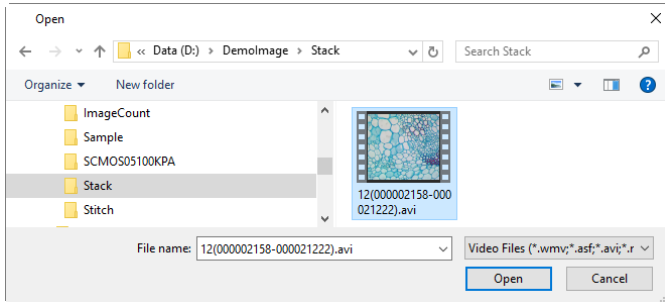 Open
« Data (D:) > DemoImage > Stack
Search Stack
Organize
New folder
?
ImageCount
Sample
SCMOS05100KPA
Stack
Stitch
12(000002158-000
021222).avi
File name:
12(000002158-000021222).avi
Video Files (*.wmv;*.asf;*.avi;*.r
Open
Cancel